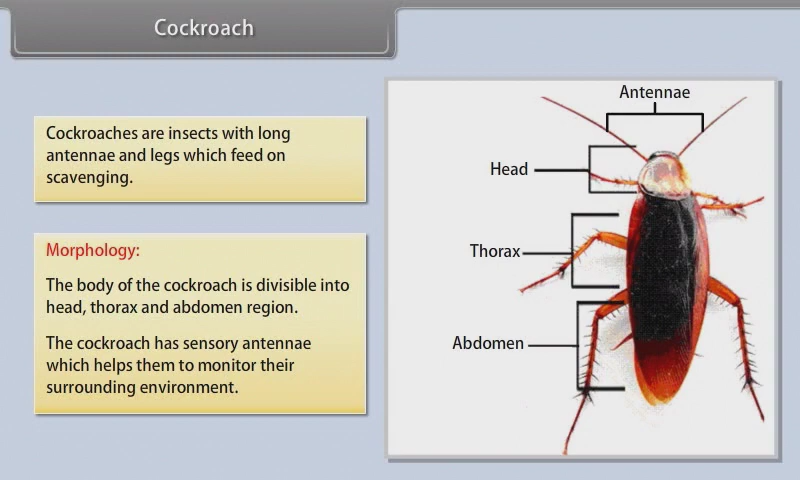 Cockroach
Cockroaches are insects with long
antennae and legs which feed on
scavenging.
Morphology:
The body of the cockroach is divisible into
head, thorax and abdomen region.
The cockroach has sensory antennae
which helps them to monitor their
surrounding environment.
Antennae
Head
Thorax
Abdomen